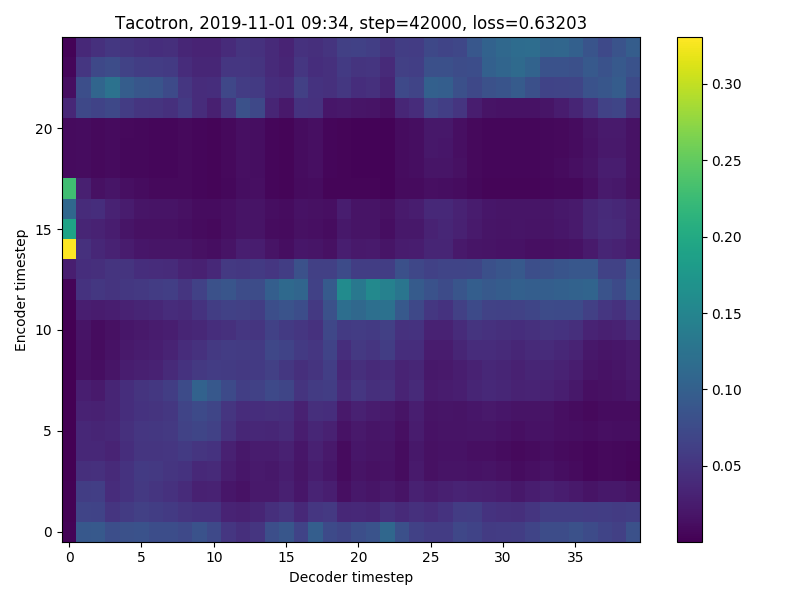 Tacotron, 2019-11-01 09:34, step=42000, loss=0.63203
Encoder timestep
20
15
10
5
0
0 5 10 15 20 25 30 35
Decoder timestep
0.30
0.25
0.20
0.15
0.10
0.05